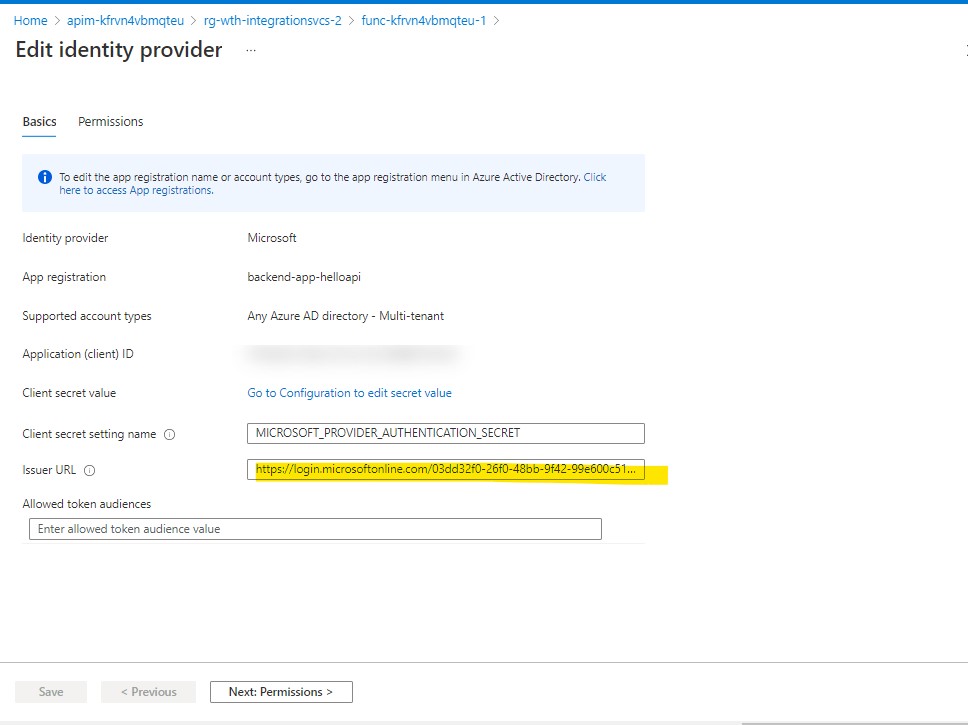 Home > apim-kfrvn4vbmqteu > rg-wth-integrationsvcs-2 > func-kfrvn4vbmqteu-1 >
Edit identity provider ...
Basics Permissions
To edit the app registration name or account types, go to the app registration menu in Azure Active Directory. Click
here to access App registrations.
Identity provider Microsoft
App registration backend-app-helloapi
Supported account types Any Azure AD directory - Multi-tenant
Application (client) ID
Client secret value Go to Configuration to edit secret value
Client secret setting name MICROSOFT_PROVIDER_AUTHENTICATION_SECRET
Issuer URL https://login.microsoftonline.com/03dd32f0-26f0-48bb-9f42-99e600c51...
Allowed token audiences
Enter allowed token audience value
Save < Previous Next: Permissions >